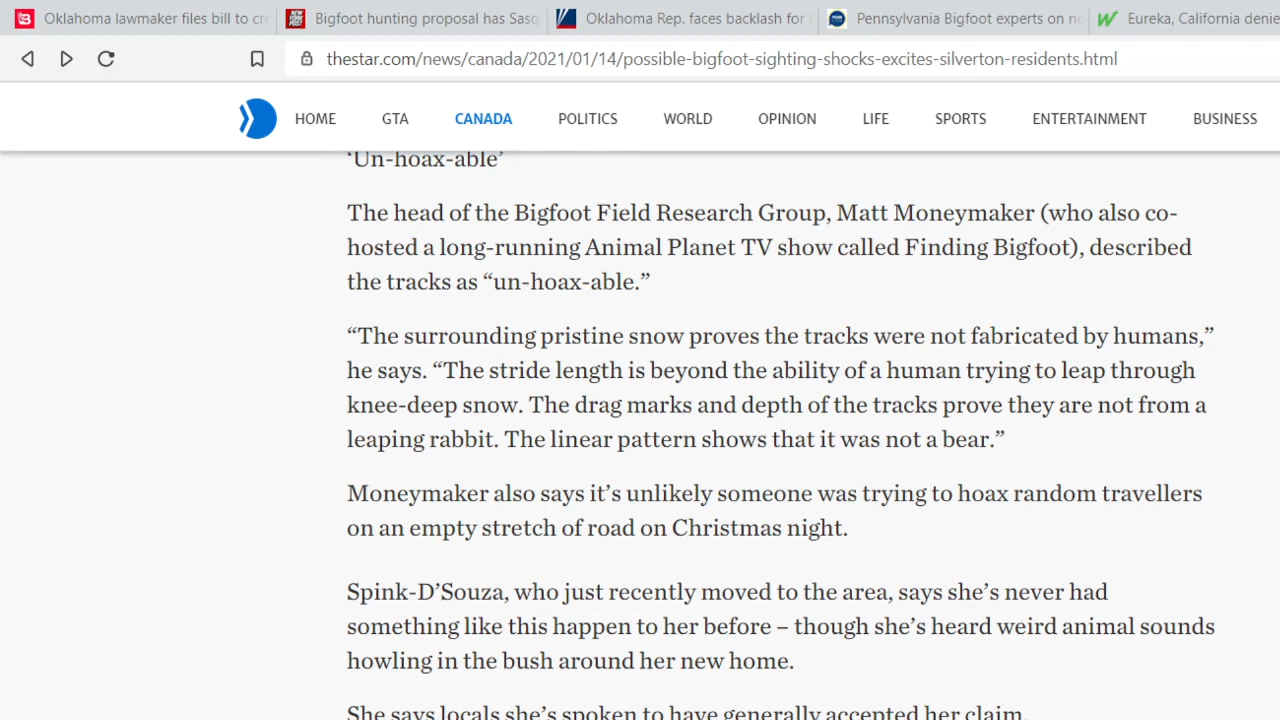 Oklahoma lawmaker files bill to cre
Bigfoot hunting proposal has Sasq
Oklahoma Rep. faces backlash for
Pennsylvania Bigfoot experts on ne
Eureka, California denie
thestar.com/news/canada/2021/01/14/possible-bigfoot-sighting-shocks-excites-silverton-residents.html
HOME GTA CANADA POLITICS WORLD OPINION LIFE SPORTS ENTERTAINMENT BUSINESS
‘Un-hoax-able’
The head of the Bigfoot Field Research Group, Matt Moneymaker (who also co-
hosted a long-running Animal Planet TV show called Finding Bigfoot), described
the tracks as “un-hoax-able.”
“The surrounding pristine snow proves the tracks were not fabricated by humans,”
he says. “The stride length is beyond the ability of a human trying to leap through
knee-deep snow. The drag marks and depth of the tracks prove they are not from a
leaping rabbit. The linear pattern shows that it was not a bear.”
Moneymaker also says it’s unlikely someone was trying to hoax random travellers
on an empty stretch of road on Christmas night.
Spink-D’Souza, who just recently moved to the area, says she’s never had
something like this happen to her before – though she’s heard weird animal sounds
howling in the bush around her new home.
She says locals she’s spoken to have generally accepted her claim.